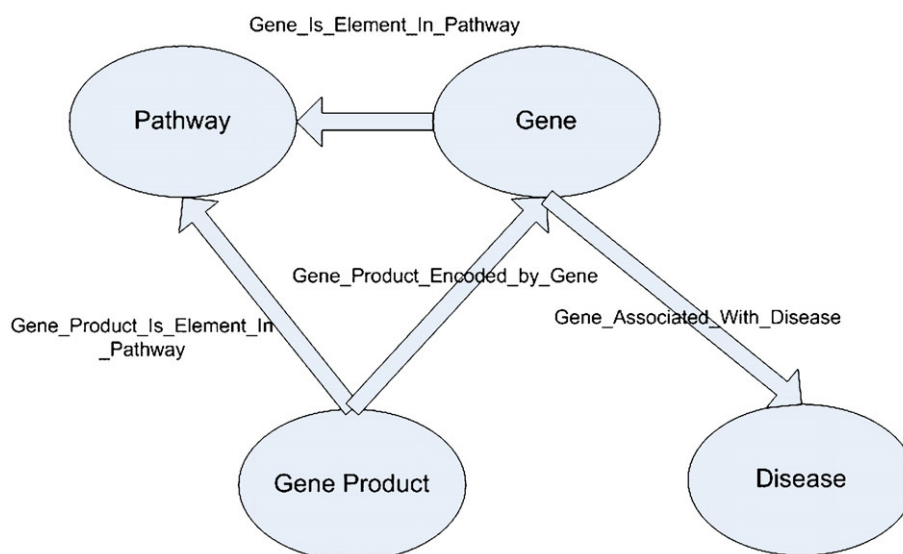 Gene_Is_Element_In_Pathway
Pathway
Gene
Gene_Product_Encoded_by_Gene
Gene_Product_Is_Element_In
_Pathway
Gene_Associated_With_Disease
Gene Product
Disease